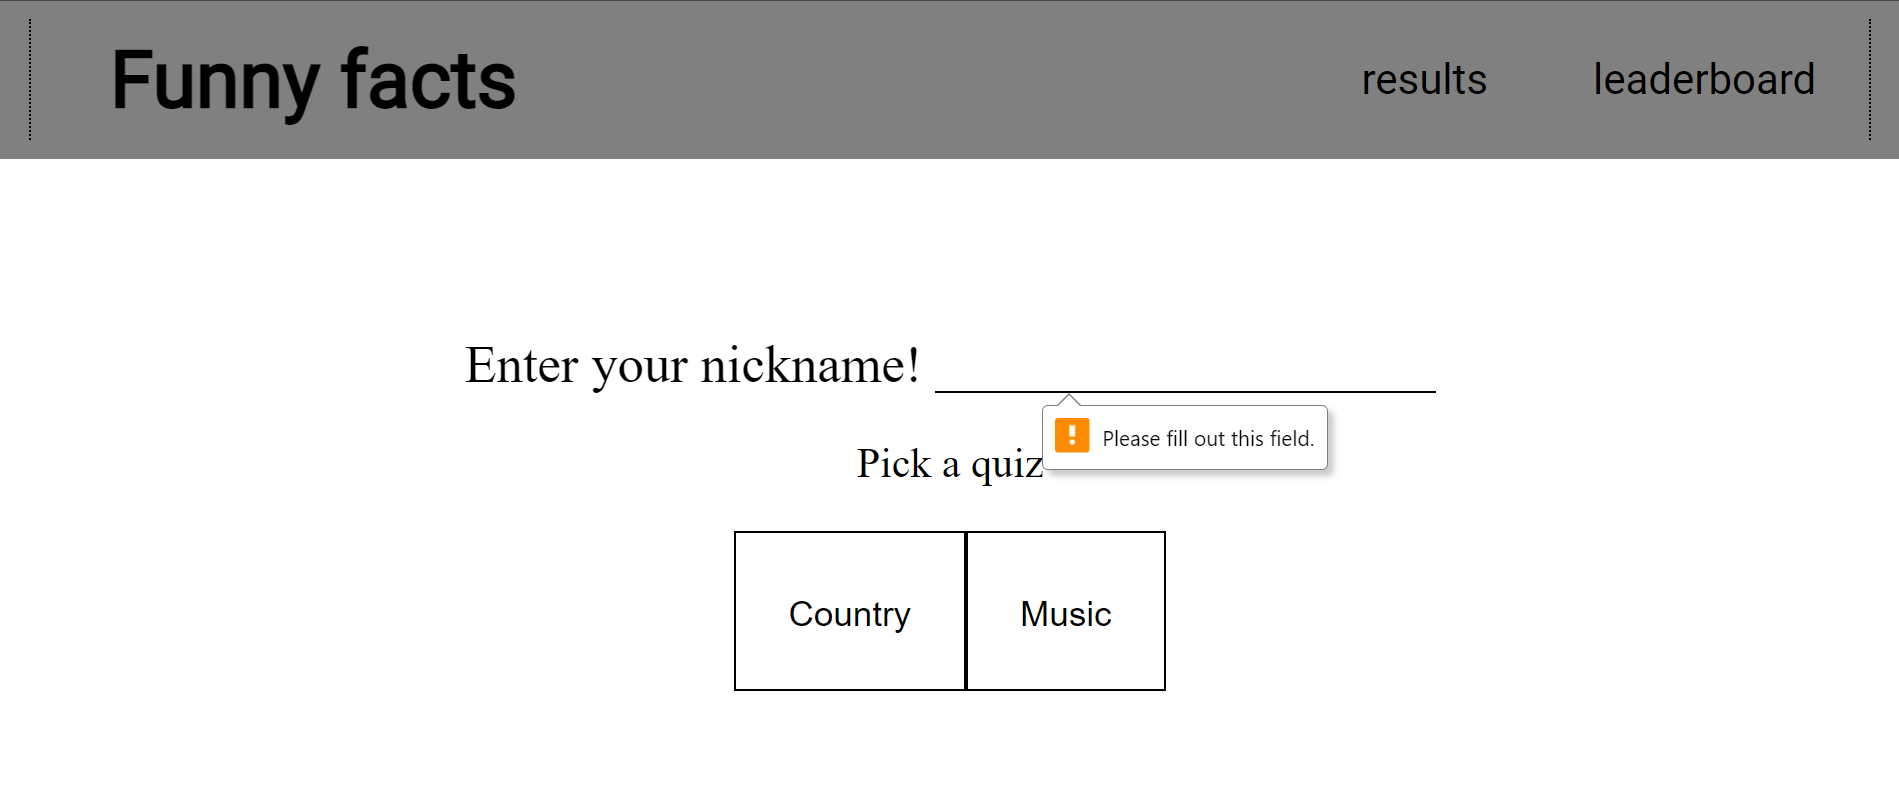 Funny facts
results
leaderboard
Enter your nickname!
Please fill out this field.
Pick a quiz
Country
Music